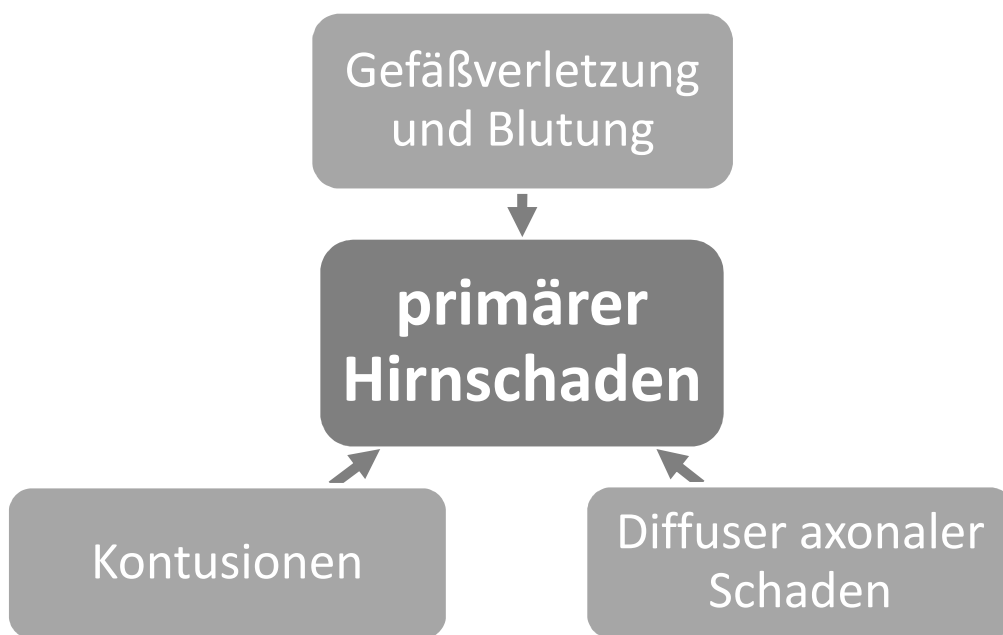 Gefäßverletzung
und Blutung
primärer
Hirnschaden
Kontusionen
Diffuser axonaler
Schaden